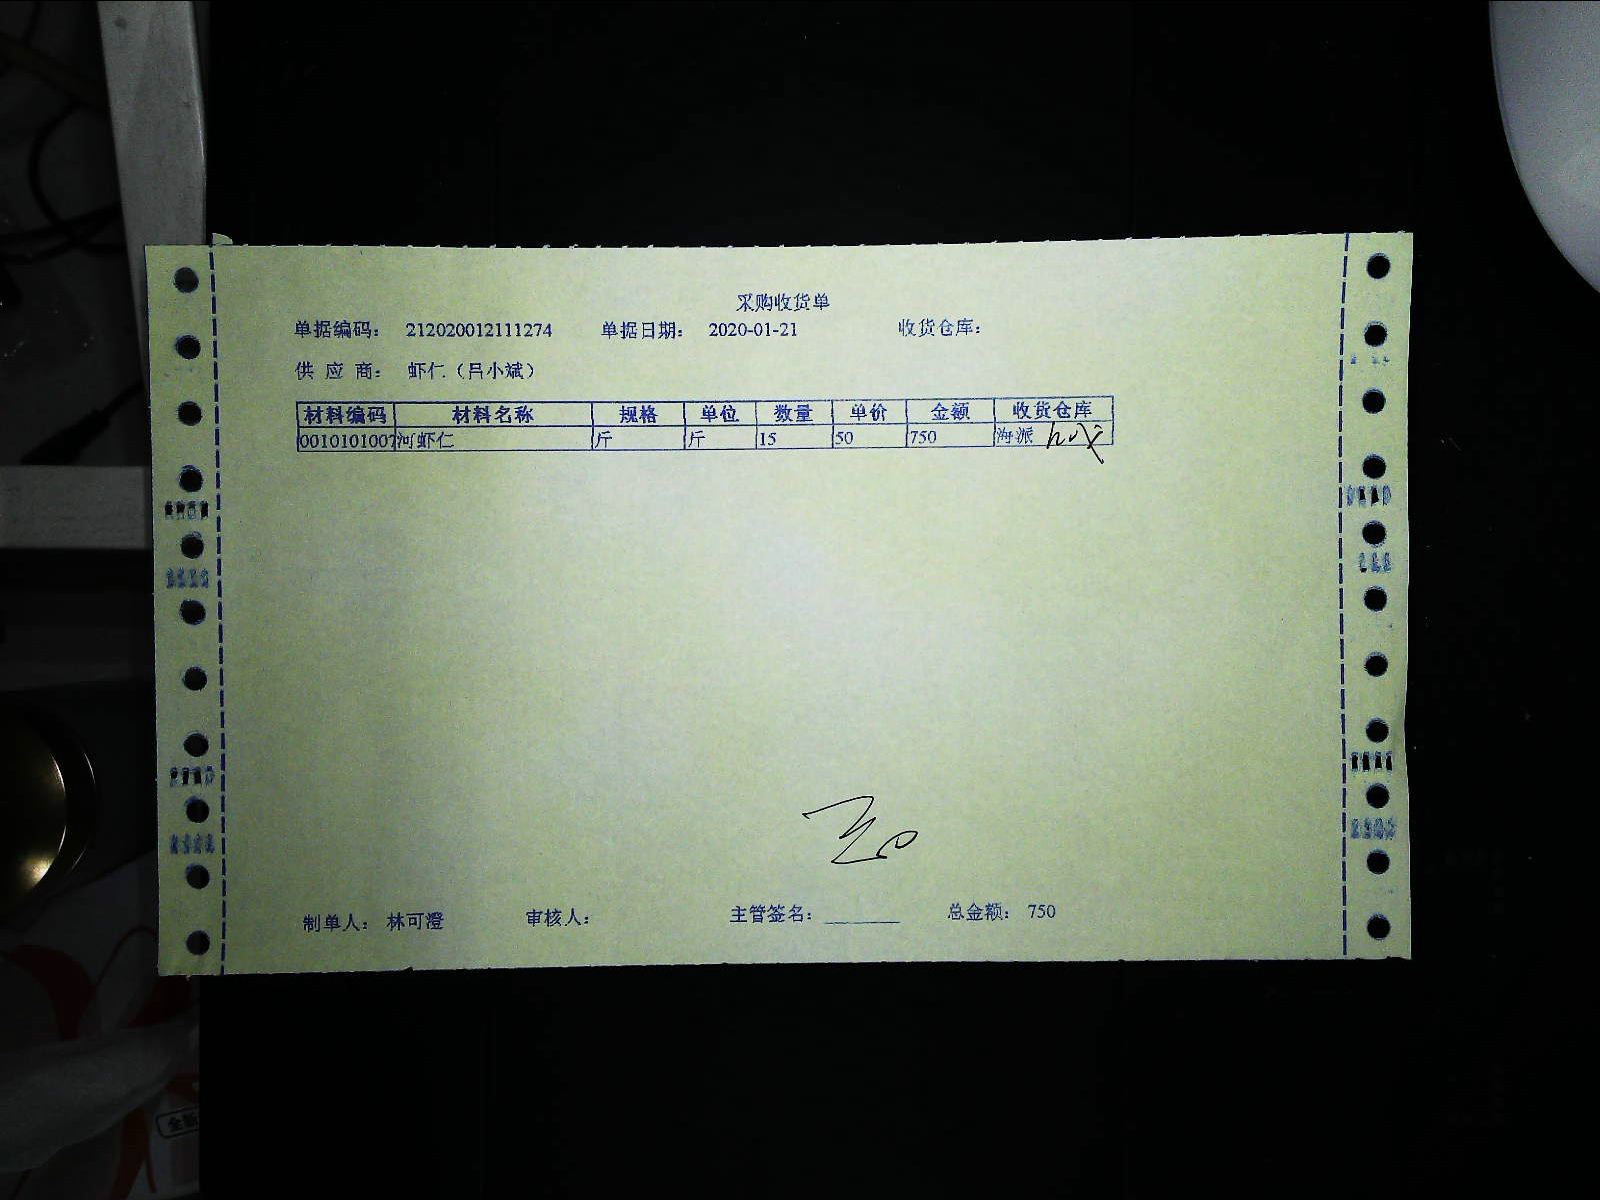 采购收货单
单据编码： 212020012111274 单据日期： 2020-01-21 收货仓库：
供 应 商： 虾仁（吕小斌）
材料编码 材料名称 规格 单位 数量 单价 金额 收货仓库
0010101007 河虾仁 斤 斤 15 50 750 海派
制单人： 林可澄 审核人： 主管签名： 总金额： 750